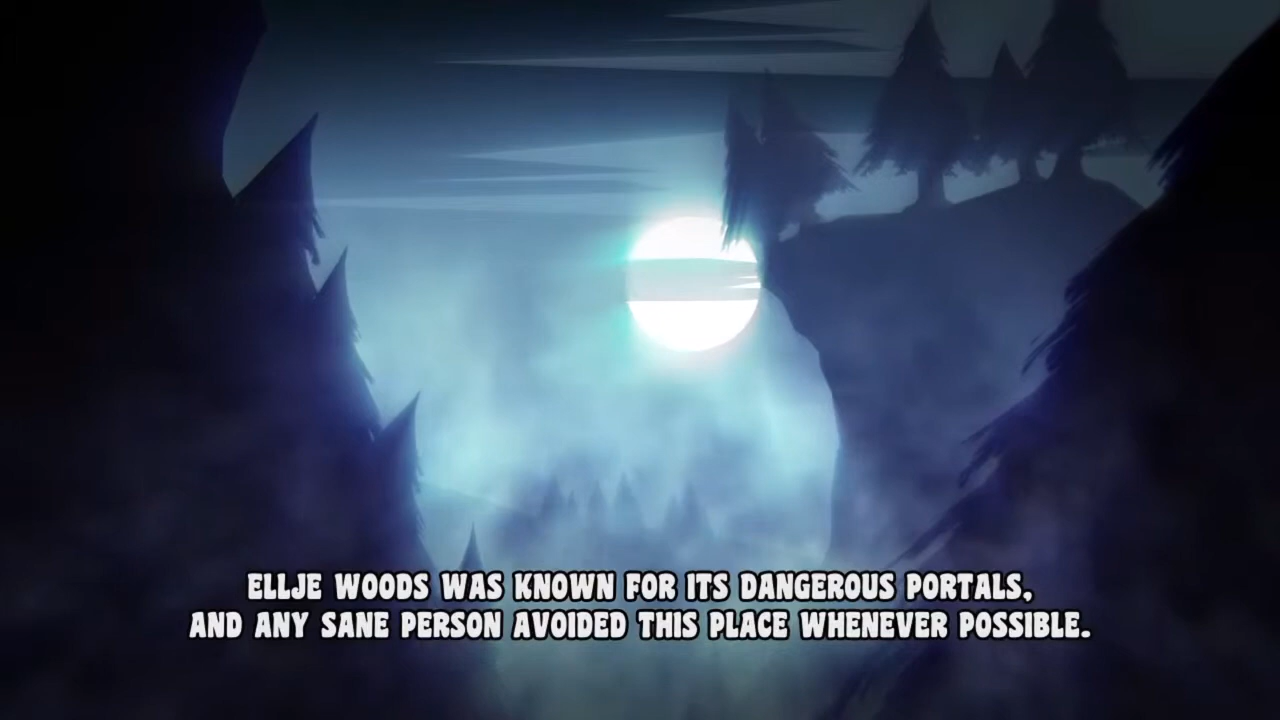 ELLJE WOODS WAS KNOWN FOR ITS DANGEROUS PORTALS,
AND ANY SANE PERSON AVOIDED THIS PLACE WHENEVER POSSIBLE.